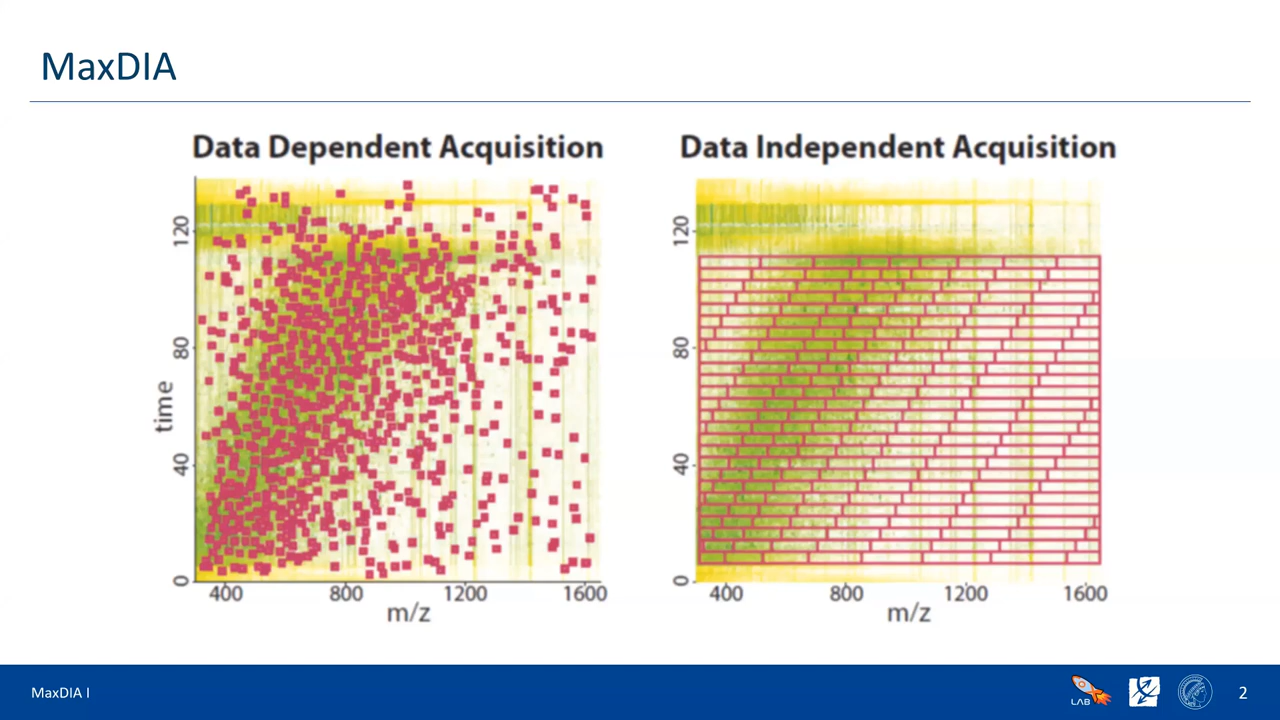 MaxDIA
Data Dependent Acquisition
Data Independent Acquisition
time
120
80
40
0
400 800 1200 1600
m/z
120
80
40
0
400 800 1200 1600
m/z
MaxDIA I
LAB
2